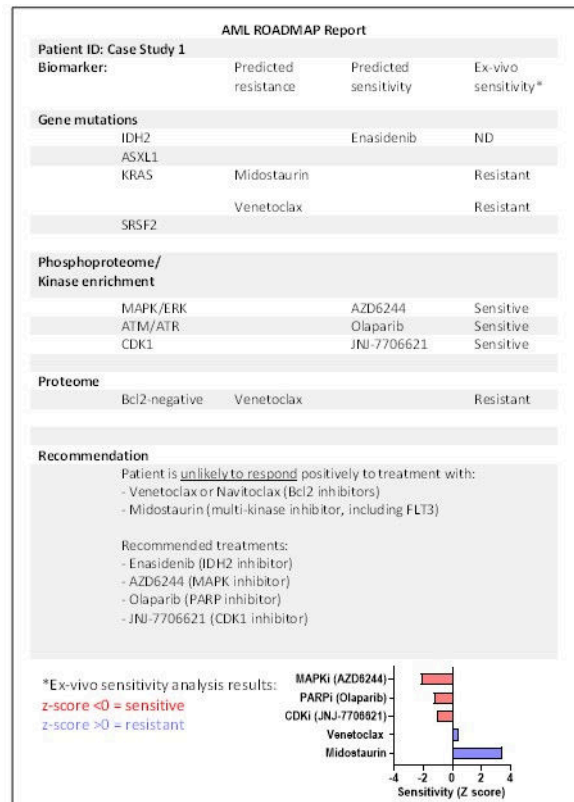 AML ROADMAP Report
Patient ID: Case Study 1
Biomarker: Predicted resistance Predicted sensitivity Ex-vivo sensitivity*
Gene mutations
IDH2 Enasidenib ND
ASXL1
KRAS Midostaurin Resistant
Venetoclax Resistant
SRSF2
Phosphoproteome/
Kinase enrichment
MAPK/ERK AZD6244 Sensitive
ATM/ATR Olaparib Sensitive
CDK1 JNJ-7706621 Sensitive
Proteome
Bcl2-negative Venetoclax Resistant
Recommendation
Patient is unlikely to respond positively to treatment with:
- Venetoclax or Navitoclax (Bcl2 inhibitors)
- Midostaurin (multi-kinase inhibitor, including FLT3)
Recommended treatments:
- Enasidenib (IDH2 inhibitor)
- AZD6244 (MAPK inhibitor)
- Olaparib (PARP inhibitor)
- JNJ-7706621 (CDK1 inhibitor)
*Ex-vivo sensitivity analysis results:
z-score <0 = sensitive
z-score >0 = resistant
MAPKi (AZD6244)
PARPi (Olaparib)
CDKi (JNJ-7706621)
Venetoclax
Midostaurin
-4 -2 0 2 4
Sensitivity (Z score)